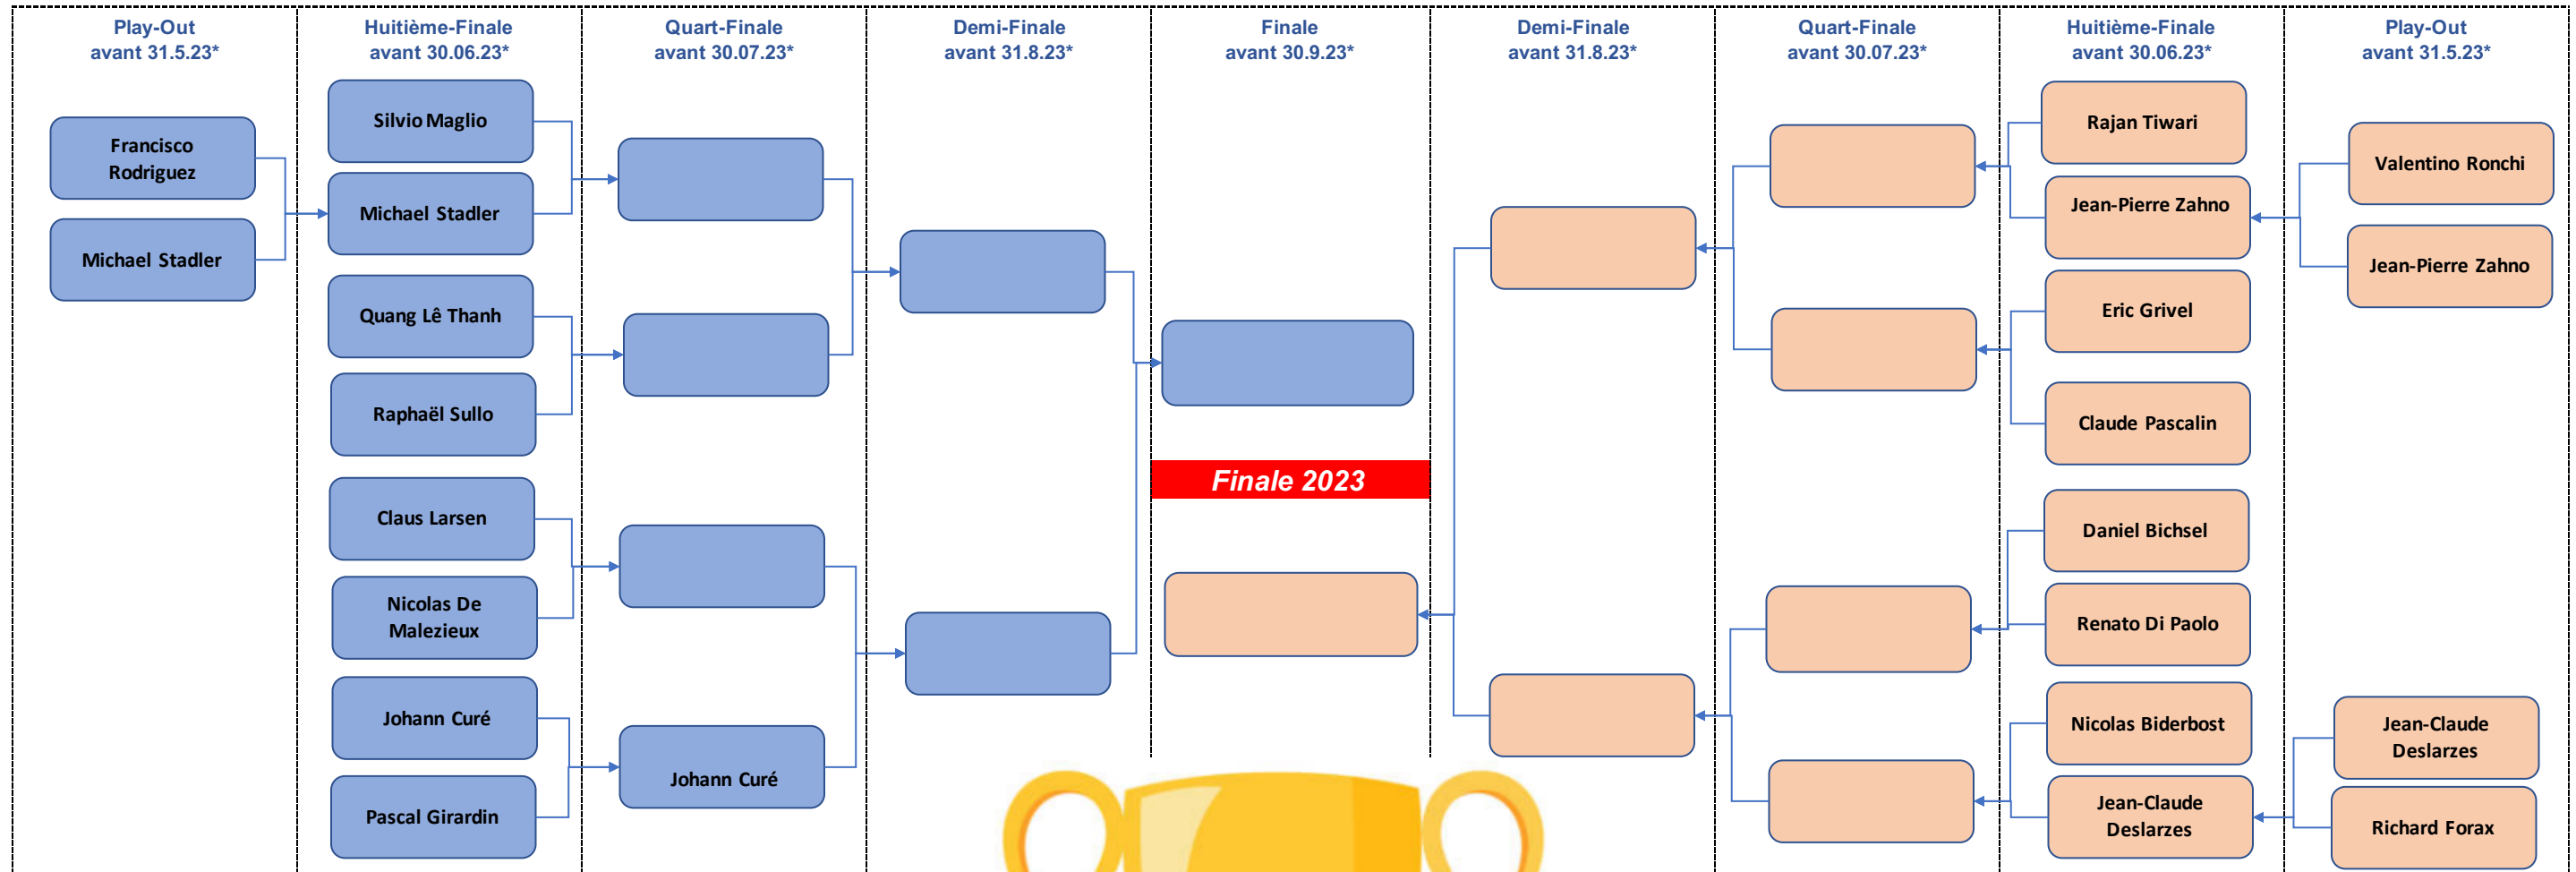 Play-Out
avant 31.5.23*
Huitième-Finale
avant 30.06.23*
Quart-Finale
avant 30.07.23*
Demi-Finale
avant 31.8.23*
Finale
avant 30.9.23*
Demi-Finale
avant 31.8.23*
Quart-Finale
avant 30.07.23*
Huitième-Finale
avant 30.06.23*
Play-Out
avant 31.5.23*
Francisco
Rodriguez
Michael Stadler
Silvio Maglio
Michael Stadler
Quang Lê Thanh
Raphaël Sullo
Claus Larsen
Nicolas De
Malezieux
Johann Curé
Pascal Girardin
Johann Curé
Finale 2023
Rajan Tiwari
Jean-Pierre Zahno
Eric Grivel
Claude Pascalin
Daniel Bichsel
Renato Di Paolo
Nicolas Biderbost
Jean-Claude
Deslarzes
Valentino Ronchi
Jean-Pierre Zahno
Jean-Claude
Deslarzes
Richard Forax